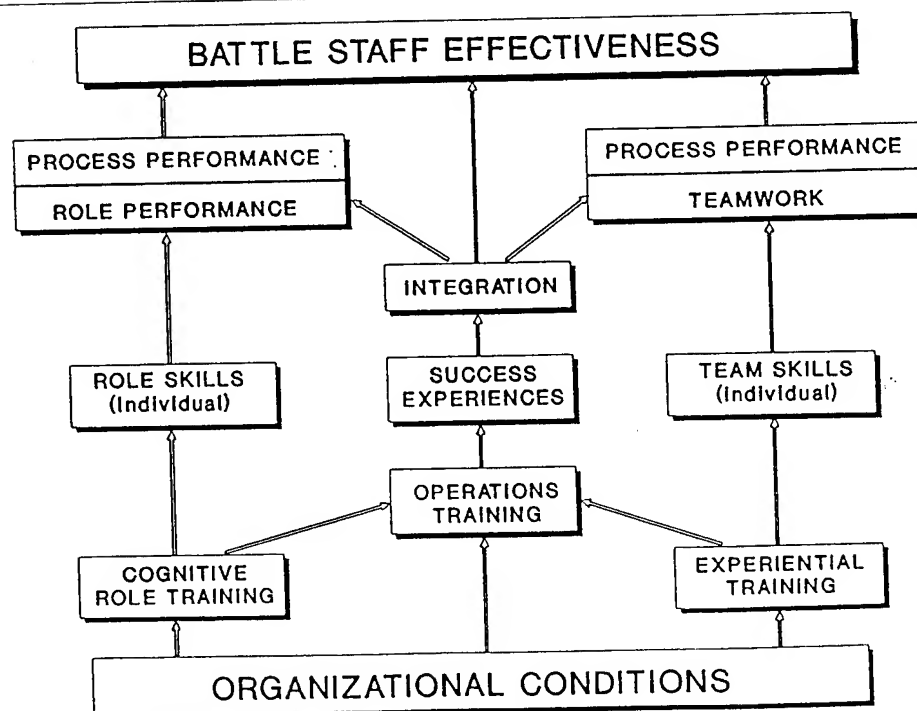 BATTLE STAFF EFFECTIVENESS
PROCESS PERFORMANCE
ROLE PERFORMANCE
PROCESS PERFORMANCE
TEAMWORK
INTEGRATION
ROLE SKILLS
(Individual)
SUCCESS
EXPERIENCES
TEAM SKILLS
(Individual)
OPERATIONS
TRAINING
COGNITIVE
ROLE TRAINING
EXPERIENTIAL
TRAINING
ORGANIZATIONAL CONDITIONS